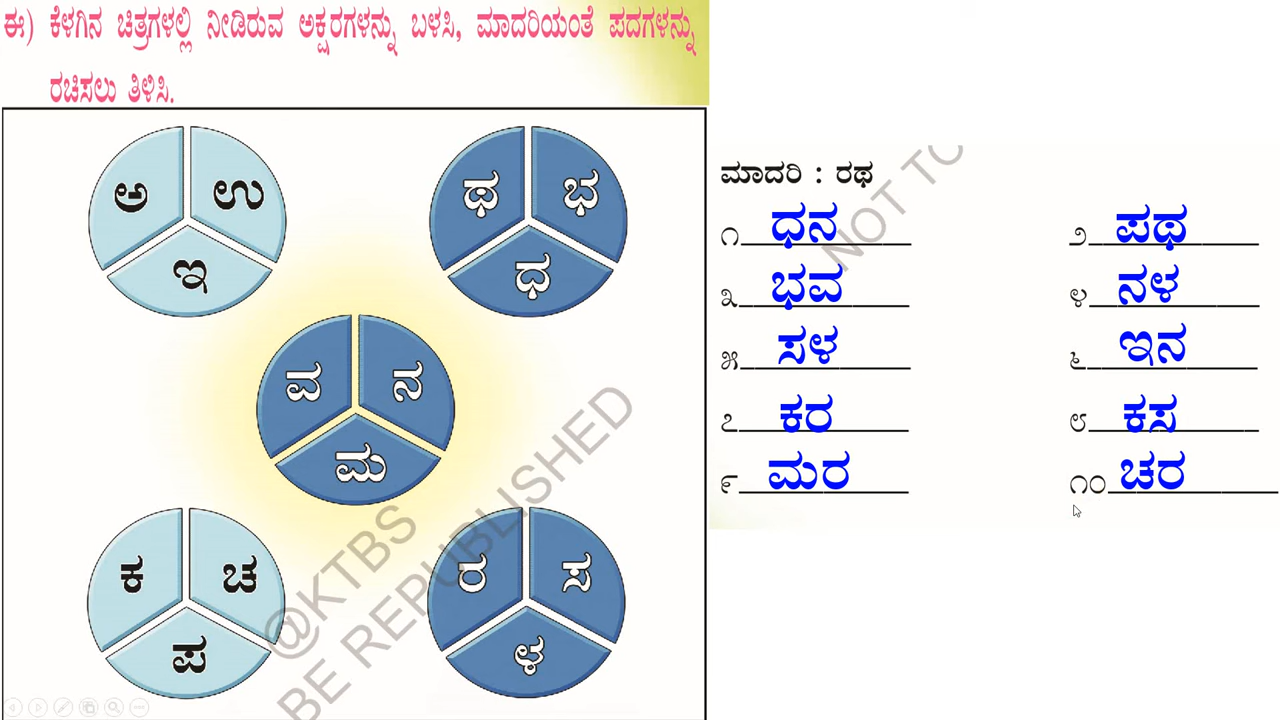 ಈ) ಕೆಳಗಿನ ಚಿತ್ರಗಳಲ್ಲಿ ನೀಡಿರುವ ಅಕ್ಷರಗಳನ್ನು ಬಳಸಿ, ಮಾದರಿಯಂತೆ ಪದಗಳನ್ನು
ರಚಿಸಲು ತಿಳಿಸಿ.
ಅ ಉ
ಇ
ಥ ಭ
ಧ
ವ ನ
ಮ
ಕ ಚ
ಪ
ರ ಸ
ಳ
@KTBS
BE REPUBLISHED
NOT TO
ಮಾದರಿ : ರಥ
೧ ಧನ ೨ ಪಥ
೩ ಭವ ೪ ನಳ
೫ ಸಳ ೬ ಇನ
೭ ಕರ ೮ ಕಸ
೯ ಮರ ೧೦ ಚರ